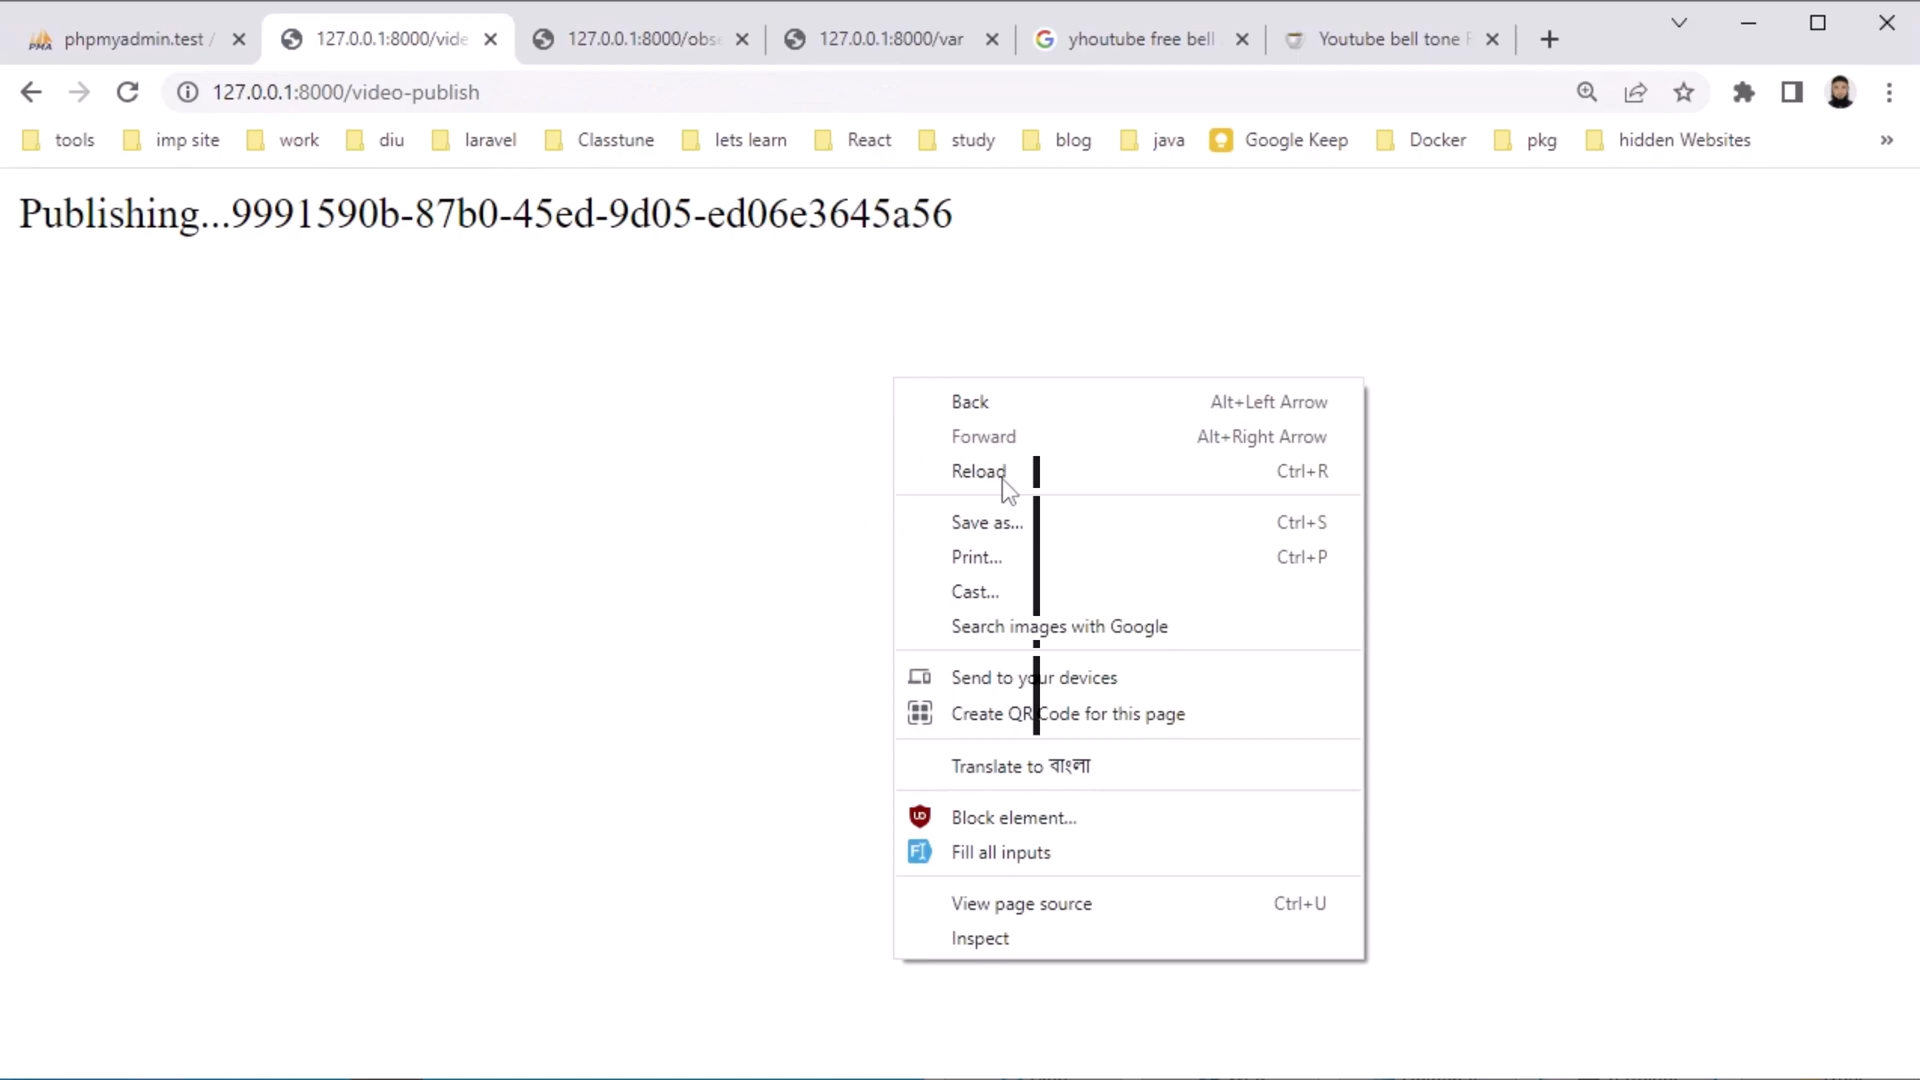 phpmyadmin.test /
127.0.0.1:8000/vide
127.0.0.1:8000/obs
127.0.0.1:8000/var
yhoutube free bell
Youtube bell tone
127.0.0.1:8000/video-publish
tools
imp site
work
diu
laravel
Classtune
lets learn
React
study
blog
java
Google Keep
Docker
pkg
hidden Websites
»
Publishing...9991590b-87b0-45ed-9d05-ed06e3645a56
Back Alt+Left Arrow
Forward Alt+Right Arrow
Reload Ctrl+R
Save as... Ctrl+S
Print... Ctrl+P
Cast...
Search images with Google
Send to your devices
Create QR Code for this page
Translate to বাংলা
Block element...
Fill all inputs
View page source Ctrl+U
Inspect